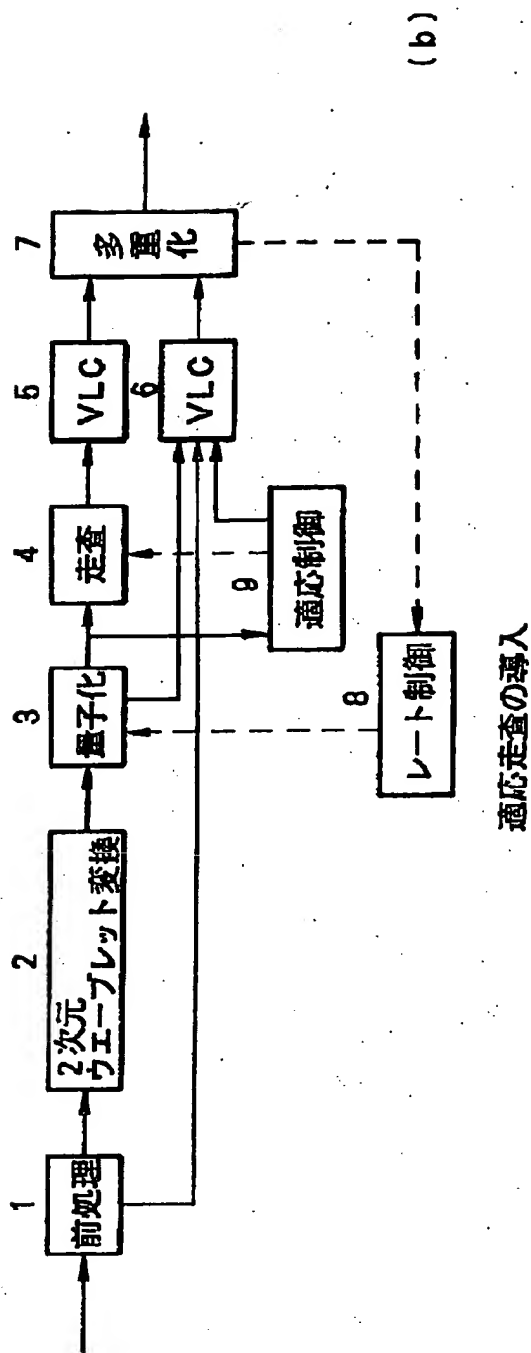 1
前処理
2
2次元
ウエーブレット変換
3
量子化
4
走査
5
VLC
6
VLC
7
多重化
8
レート制御
9
適応制御
適応走査の導入
(b)